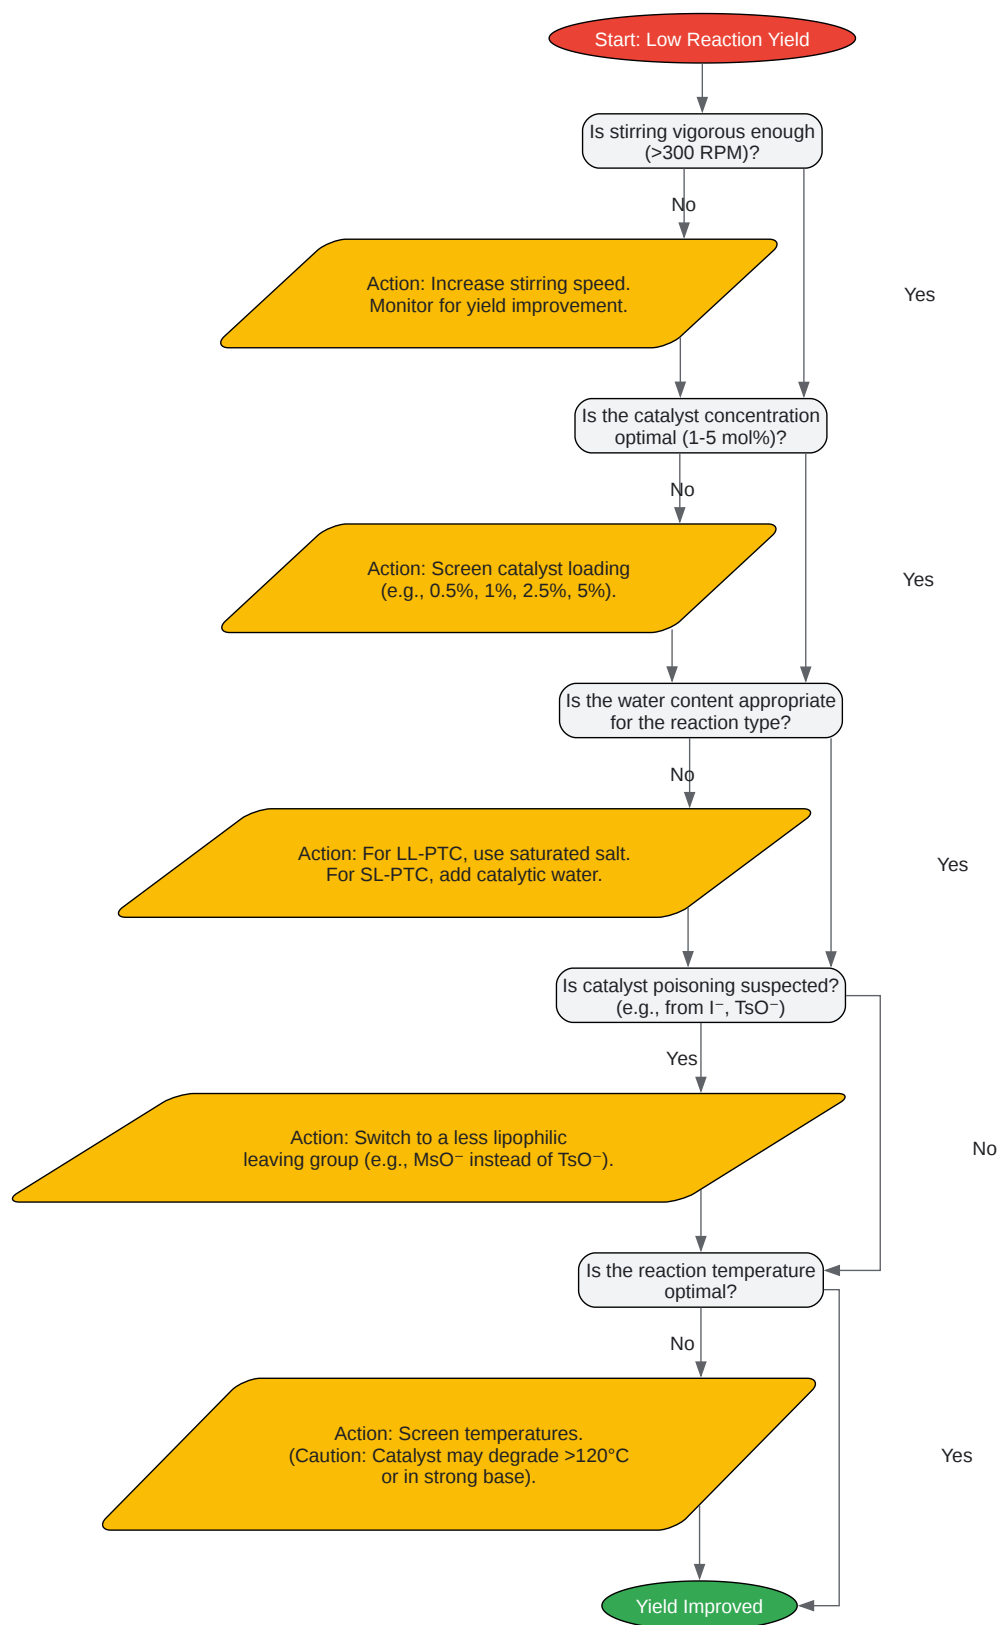 Start: Low Reaction Yield
Is stirring vigorous enough
(>300 RPM)?
No
Action: Increase stirring speed.
Monitor for yield improvement.
Yes
Is the catalyst concentration
optimal (1-5 mol%)?
No
Action: Screen catalyst loading
(e.g., 0.5%, 1%, 2.5%, 5%).
Yes
Is the water content appropriate
for the reaction type?
No
Action: For LL-PTC, use saturated salt.
For SL-PTC, add catalytic water.
Yes
Is catalyst poisoning suspected?
(e.g., from I⁻, TsO⁻)
Yes
Action: Switch to a less lipophilic
leaving group (e.g., MsO⁻ instead of TsO⁻).
No
Is the reaction temperature
optimal?
No
Action: Screen temperatures.
(Caution: Catalyst may degrade >120°C
or in strong base).
Yes
Yield Improved